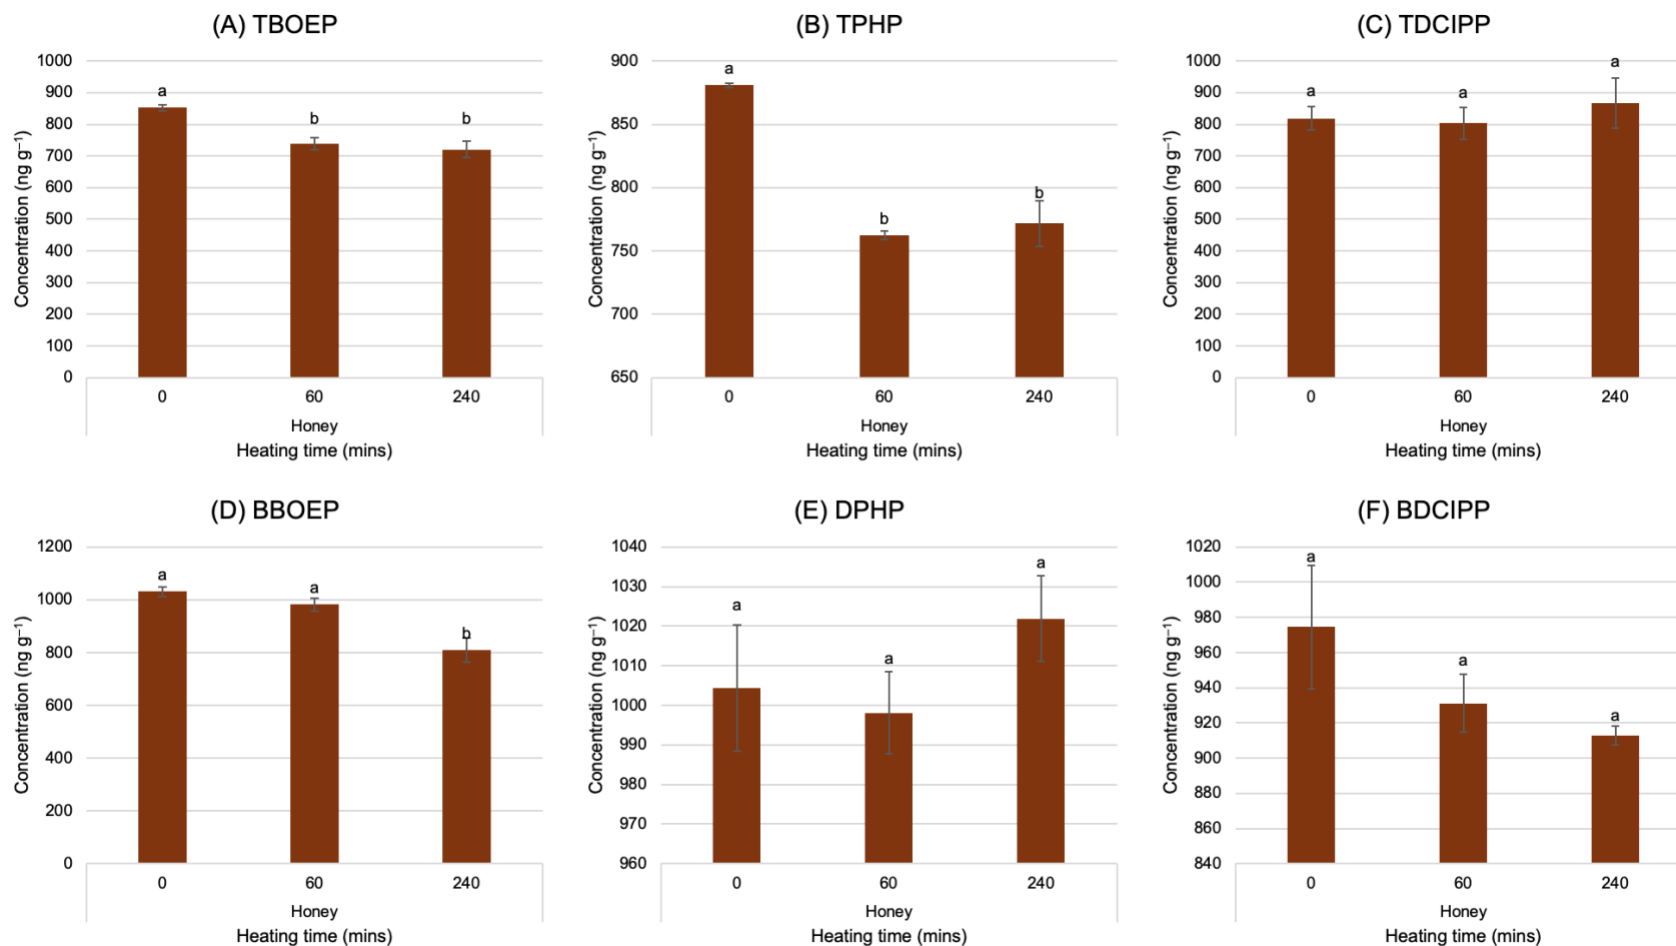 (A) TBOEP
Concentration (ng g⁻¹)
1000
900
800
700
600
500
400
300
200
100
0
a
b
b
0 60 240
Honey
Heating time (mins)
(B) TPHP
Concentration (ng g⁻¹)
900
850
800
750
700
650
a
b
b
0 60 240
Honey
Heating time (mins)
(C) TDCIPP
Concentration (ng g⁻¹)
1000
900
800
700
600
500
400
300
200
100
0
a
a
a
0 60 240
Honey
Heating time (mins)
(D) BBOEP
Concentration (ng g⁻¹)
1200
1000
800
600
400
200
0
a
a
b
0 60 240
Honey
Heating time (mins)
(E) DPHP
Concentration (ng g⁻¹)
1040
1030
1020
1010
1000
990
980
970
960
a
a
a
0 60 240
Honey
Heating time (mins)
(F) BDCIPP
Concentration (ng g⁻¹)
1020
1000
980
960
940
920
900
880
860
840
a
a
a
0 60 240
Honey
Heating time (mins)